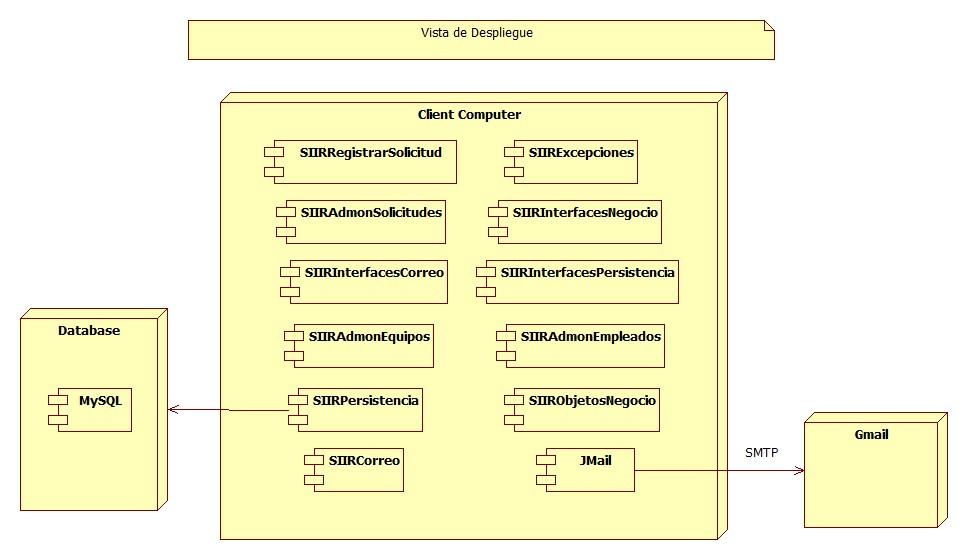 Vista de Despliegue
Client Computer
SIIRRegistrarSolicitud
SIIRExcepciones
SIIRAdmonSolicitudes
SIIRInterfacesNegocio
SIIRInterfacesCorreo
SIIRInterfacesPersistencia
Database
SIIRAdmonEquipos
SIIRAdmonEmpleados
MySQL
SIIRPersistencia
SIIRObjetosNegocio
Gmail
SIIRCorreo
JMail
SMTP